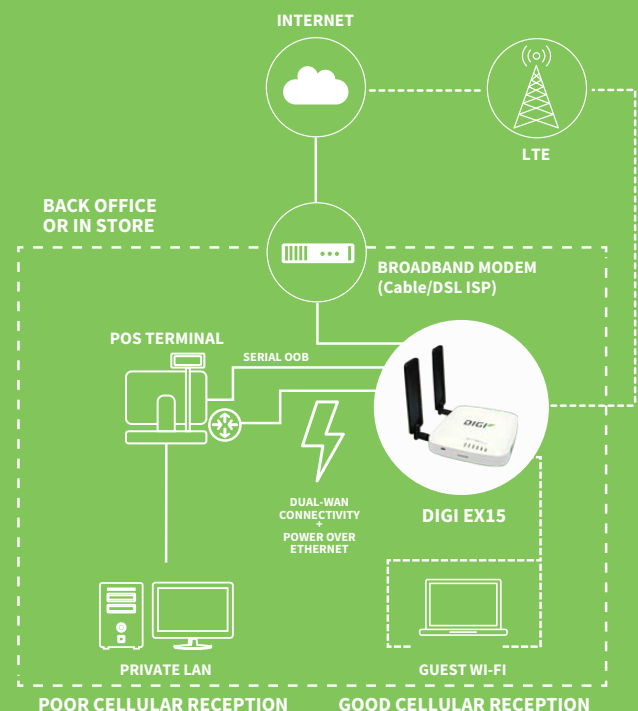 INTERNET
LTE
BACK OFFICE
OR IN STORE
BROADBAND MODEM
(Cable/DSL ISP)
POS TERMINAL
SERIAL OOB
DIGI
DUAL-WAN
CONNECTIVITY
+
POWER OVER
ETHERNET
DIGI EX15
PRIVATE LAN
GUEST WI-FI
POOR CELLULAR RECEPTION
GOOD CELLULAR RECEPTION